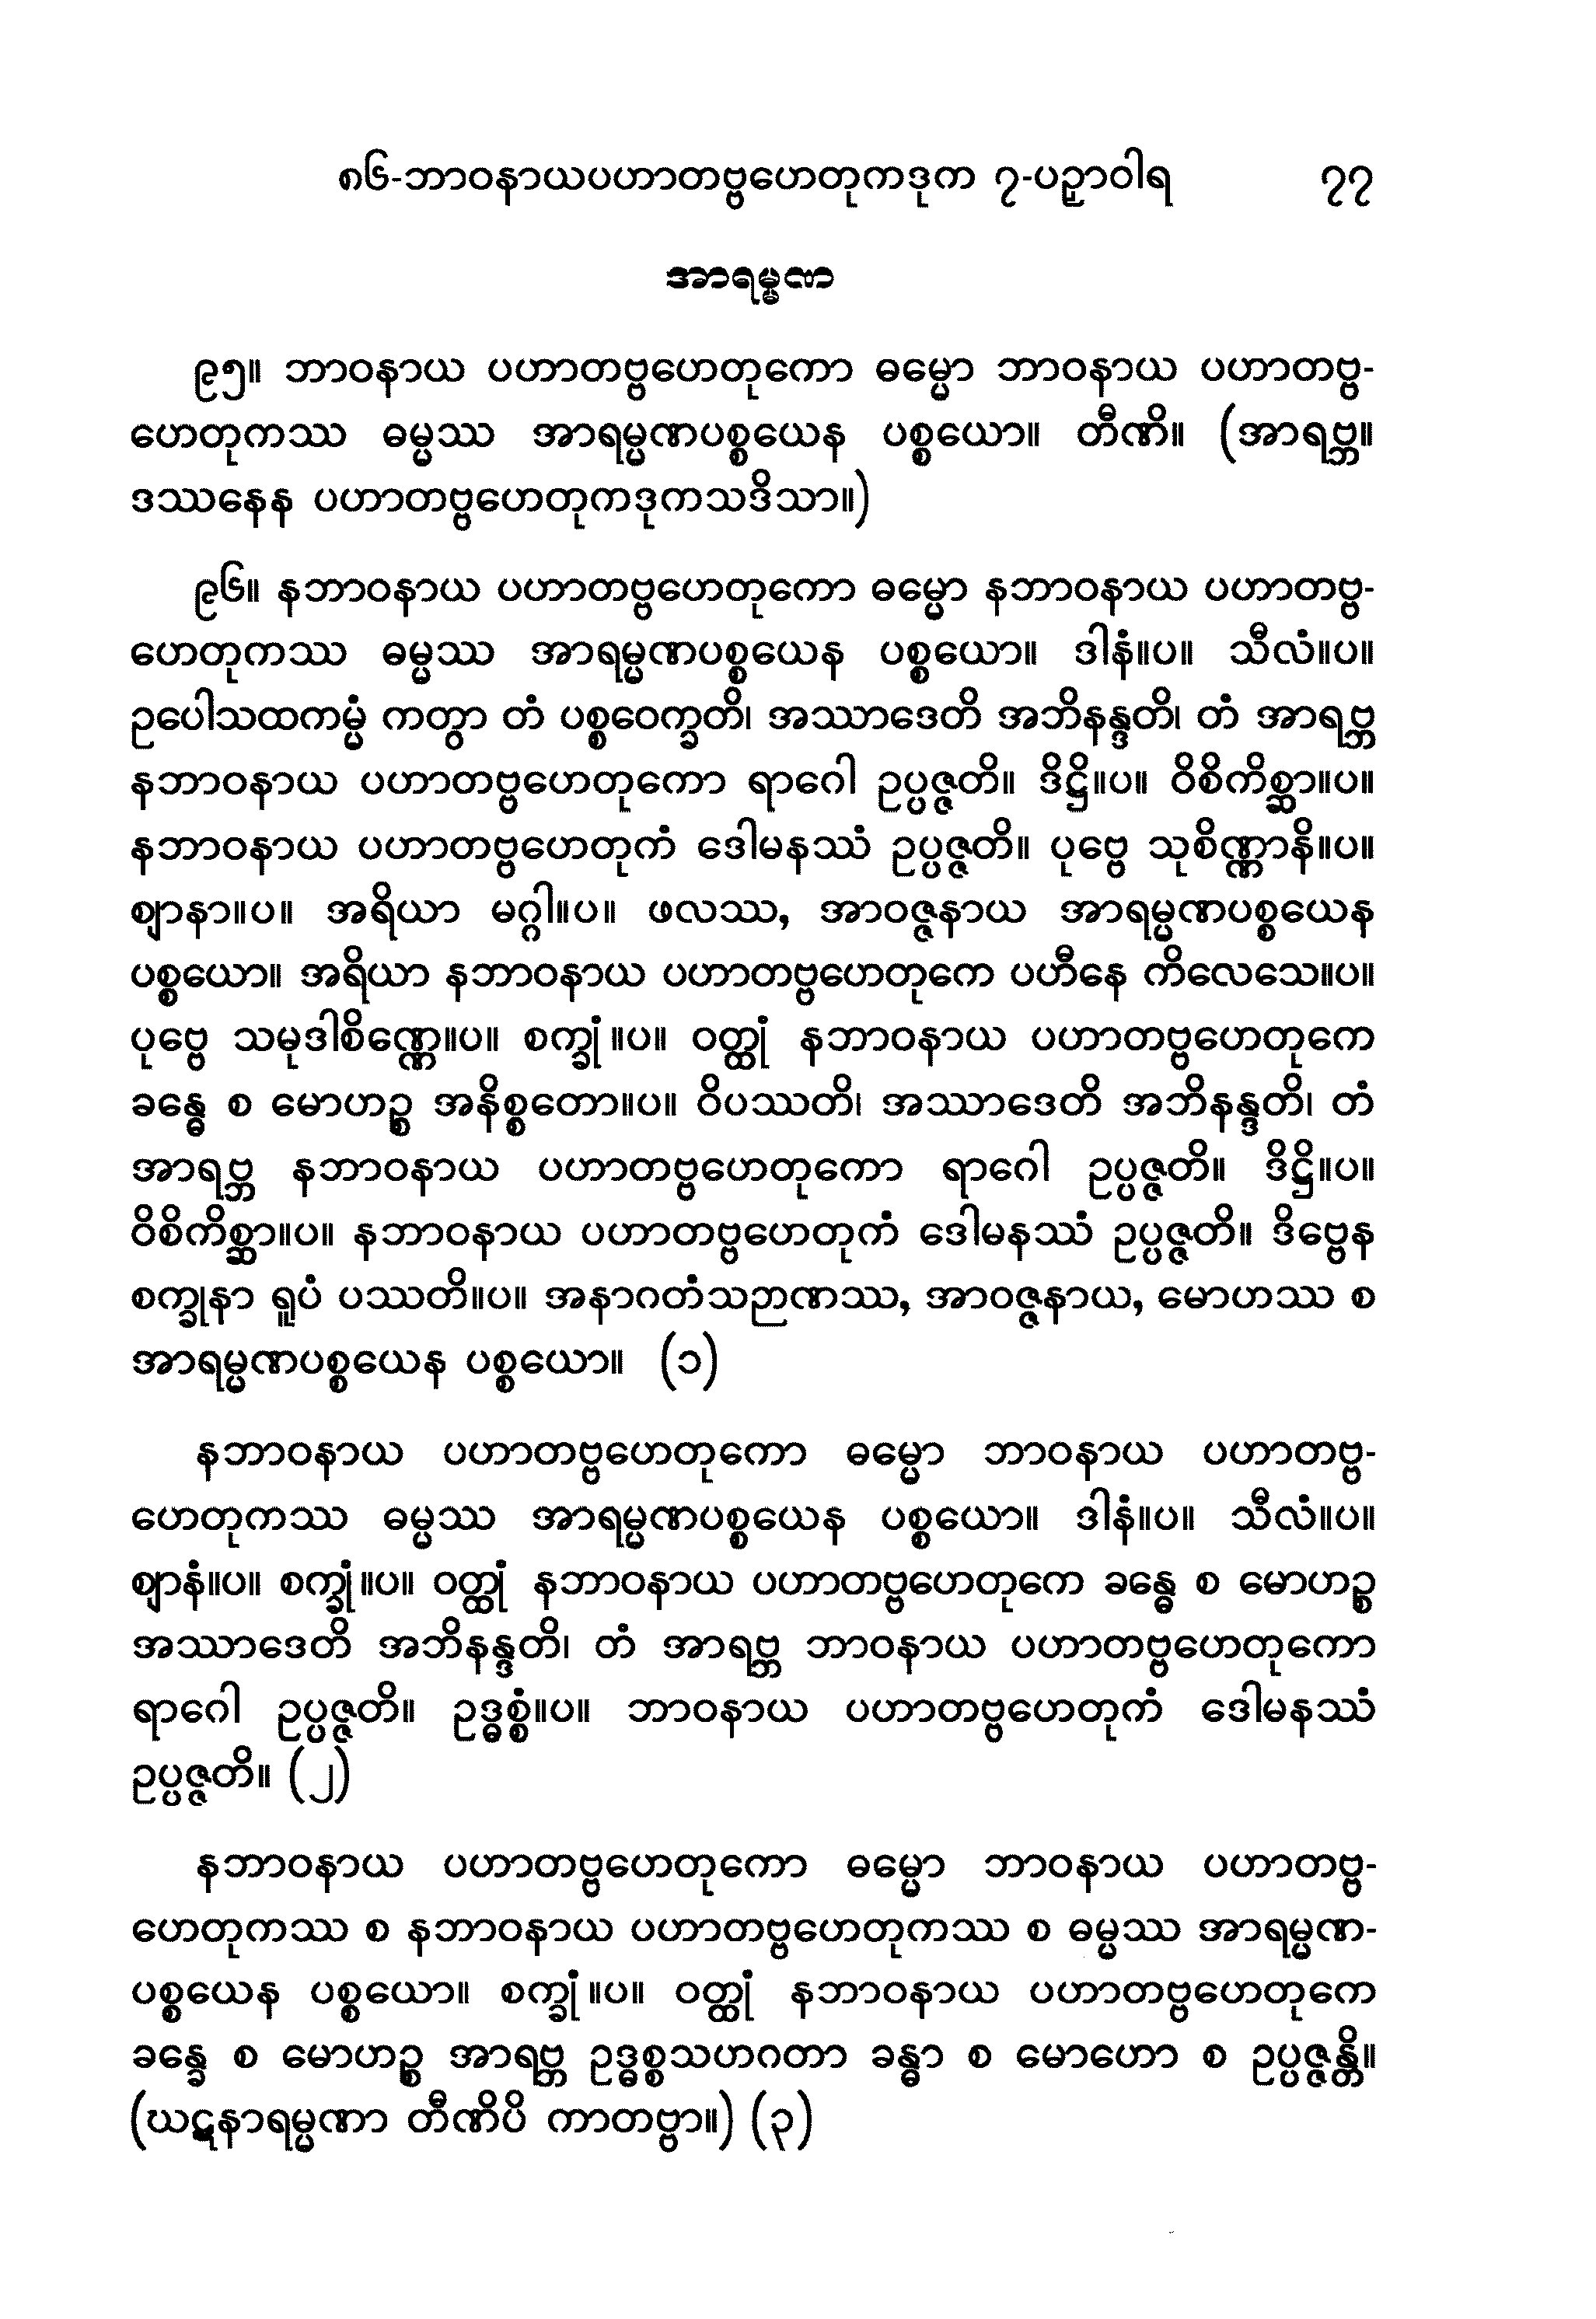 ၈၆-ဘာဝနာယပဟာတဗ္ဗဟေတုကဒုက ၇-ပဉှာဝါရ ၇၇
အာရမ္မဏ
၉၅။ ဘာဝနာယ ပဟာတဗ္ဗဟေတုကော ဓမ္မော ဘာဝနာယ ပဟာတဗ္ဗ-
ဟေတုကဿ ဓမ္မဿ အာရမ္မဏပစ္စယေန ပစ္စယော။ တီဏိ။ (အာရဗ္ဘ။
ဒဿနေန ပဟာတဗ္ဗဟေတုကဒုကသဒိသာ။)
၉၆။ နဘာဝနာယ ပဟာတဗ္ဗဟေတုကော ဓမ္မော နဘာဝနာယ ပဟာတဗ္ဗ-
ဟေတုကဿ ဓမ္မဿ အာရမ္မဏပစ္စယေန ပစ္စယော။ ဒါနံ။ပ။ သီလံ။ပ။
ဥပေါသထကမ္မံ ကတွာ တံ ပစ္စဝေက္ခတိ၊ အဿာဒေတိ အဘိနန္ဒတိ၊ တံ အာရဗ္ဘ
နဘာဝနာယ ပဟာတဗ္ဗဟေတုကော ရာဂေါ ဥပ္ပဇ္ဇတိ။ ဒိဋ္ဌိ။ပ။ ဝိစိကိစ္ဆာ။ပ။
နဘာဝနာယ ပဟာတဗ္ဗဟေတုကံ ဒေါမနဿံ ဥပ္ပဇ္ဇတိ။ ပုဗ္ဗေ သုစိဏ္ဏာနိ။ပ။
ဈာနာ။ပ။ အရိယာ မဂ္ဂါ။ပ။ ဖလဿ, အာဝဇ္ဇနာယ အာရမ္မဏပစ္စယေန
ပစ္စယော။ အရိယာ နဘာဝနာယ ပဟာတဗ္ဗဟေတုကေ ပဟီနေ ကိလေသေ။ပ။
ပုဗ္ဗေ သမုဒါစိဏ္ဏေ။ပ။ စက္ခုံ။ပ။ ဝတ္ထုံ နဘာဝနာယ ပဟာတဗ္ဗဟေတုကေ
ခန္ဓေ စ မောဟဉ္စ အနိစ္စတော။ပ။ ဝိပဿတိ၊ အဿာဒေတိ အဘိနန္ဒတိ၊ တံ
အာရဗ္ဘ နဘာဝနာယ ပဟာတဗ္ဗဟေတုကော ရာဂေါ ဥပ္ပဇ္ဇတိ။ ဒိဋ္ဌိ။ပ။
ဝိစိကိစ္ဆာ။ပ။ နဘာဝနာယ ပဟာတဗ္ဗဟေတုကံ ဒေါမနဿံ ဥပ္ပဇ္ဇတိ။ ဒိဗ္ဗေန
စက္ခုနာ ရူပံ ပဿတိ။ပ။ အနာဂတံသဉာဏဿ, အာဝဇ္ဇနာယ, မောဟဿ စ
အာရမ္မဏပစ္စယေန ပစ္စယော။ (၁)
နဘာဝနာယ ပဟာတဗ္ဗဟေတုကော ဓမ္မော ဘာဝနာယ ပဟာတဗ္ဗ-
ဟေတုကဿ ဓမ္မဿ အာရမ္မဏပစ္စယေန ပစ္စယော။ ဒါနံ။ပ။ သီလံ။ပ။
ဈာနံ။ပ။ စက္ခုံ။ပ။ ဝတ္ထုံ နဘာဝနာယ ပဟာတဗ္ဗဟေတုကေ ခန္ဓေ စ မောဟဉ္စ
အဿာဒေတိ အဘိနန္ဒတိ၊ တံ အာရဗ္ဘ ဘာဝနာယ ပဟာတဗ္ဗဟေတုကော
ရာဂေါ ဥပ္ပဇ္ဇတိ။ ဥဒ္ဓစ္စံ။ပ။ ဘာဝနာယ ပဟာတဗ္ဗဟေတုကံ ဒေါမနဿံ
ဥပ္ပဇ္ဇတိ။ (၂)
နဘာဝနာယ ပဟာတဗ္ဗဟေတုကော ဓမ္မော ဘာဝနာယ ပဟာတဗ္ဗ-
ဟေတုကဿ စ နဘာဝနာယ ပဟာတဗ္ဗဟေတုကဿ စ ဓမ္မဿ အာရမ္မဏ-
ပစ္စယေန ပစ္စယော။ စက္ခုံ။ပ။ ဝတ္ထုံ နဘာဝနာယ ပဟာတဗ္ဗဟေတုကေ
ခန္ခေ စ မောဟဉ္စ အာရဗ္ဘ ဥဒ္ဓစ္စသဟဂတာ ခန္ဓာ စ မောဟော စ ဥပ္ပဇ္ဇန္တိ။
(ဃဋနာရမ္မဏာ တီဏိပိ ကာတဗ္ဗာ။) (၃)